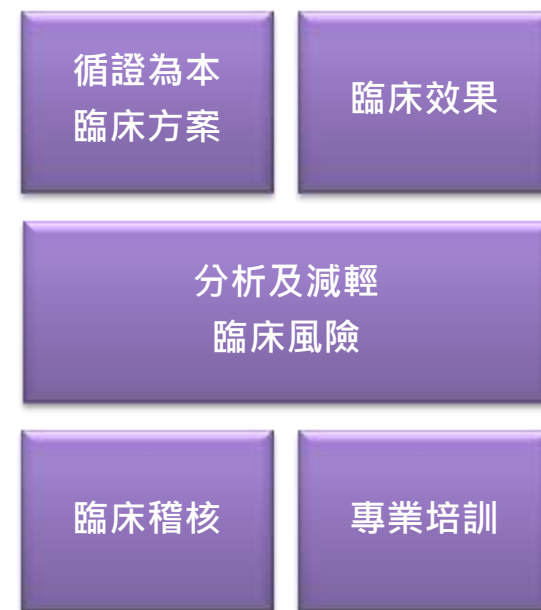 循證為本
臨床方案
臨床效果
分析及減輕
臨床風險
臨床稽核
專業培訓